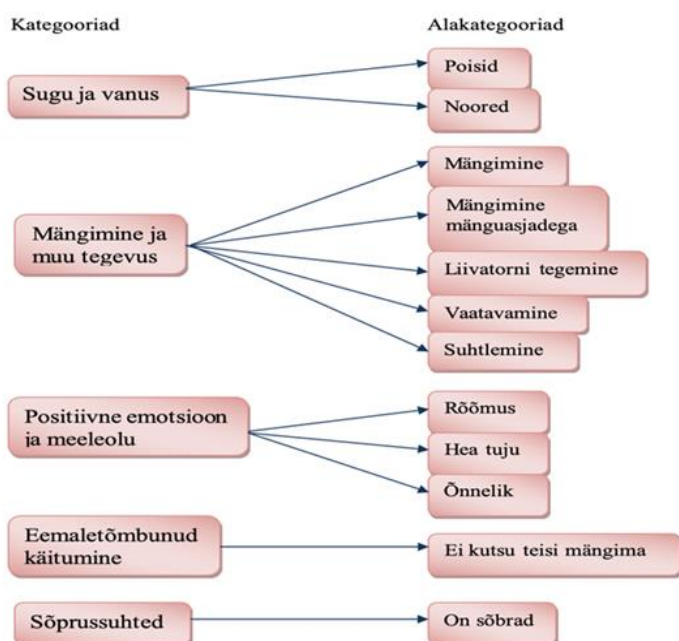 Kategooriad
Alakategooriad
Sugu ja vanus
Poisid
Noored
Mängimine ja
muu tegevus
Mängimine
Mängimine
mänguasjadega
Liivatorni tegemine
Vaatavamine
Suhtlemine
Positiivne emotsioon
ja meeleolu
Rõõmus
Hea tuju
Õnnelik
Eemaletõmbunud
käitumine
Ei kutsu teisi mängima
Sõprussuhted
On sõbrad